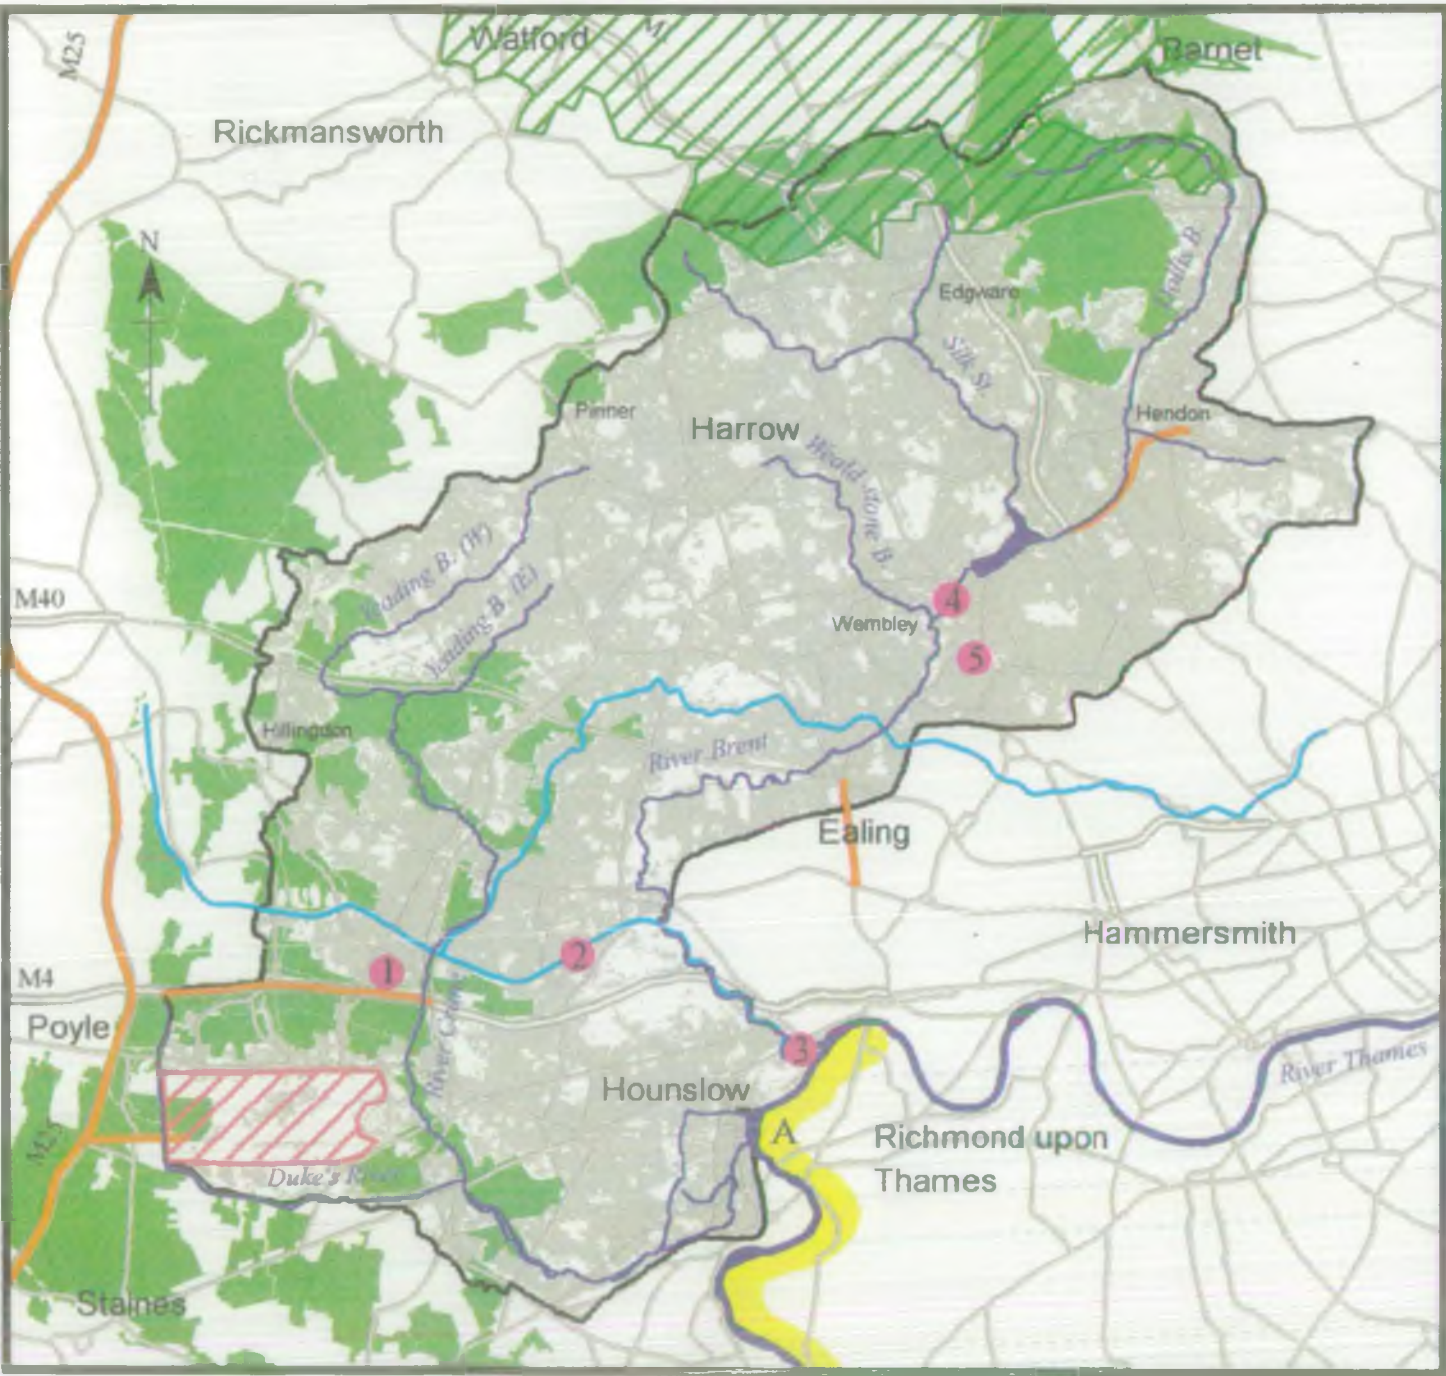 M25
Watford
M
Barnet
Rickmansworth
N
Edgware
Dollis B.
Silk St.
Pinner
Harrow
Hendon
Weald stone B.
Yeading B. (W)
Yeading B. (E)
M40
4
Wembley
5
Hillingdon
River Brent
Ealing
Hammersmith
2
1
M4
River Crane
Poyle
3
River Thames
Hounslow
A
Richmond upon
Thames
M25
Duke's River
Staines